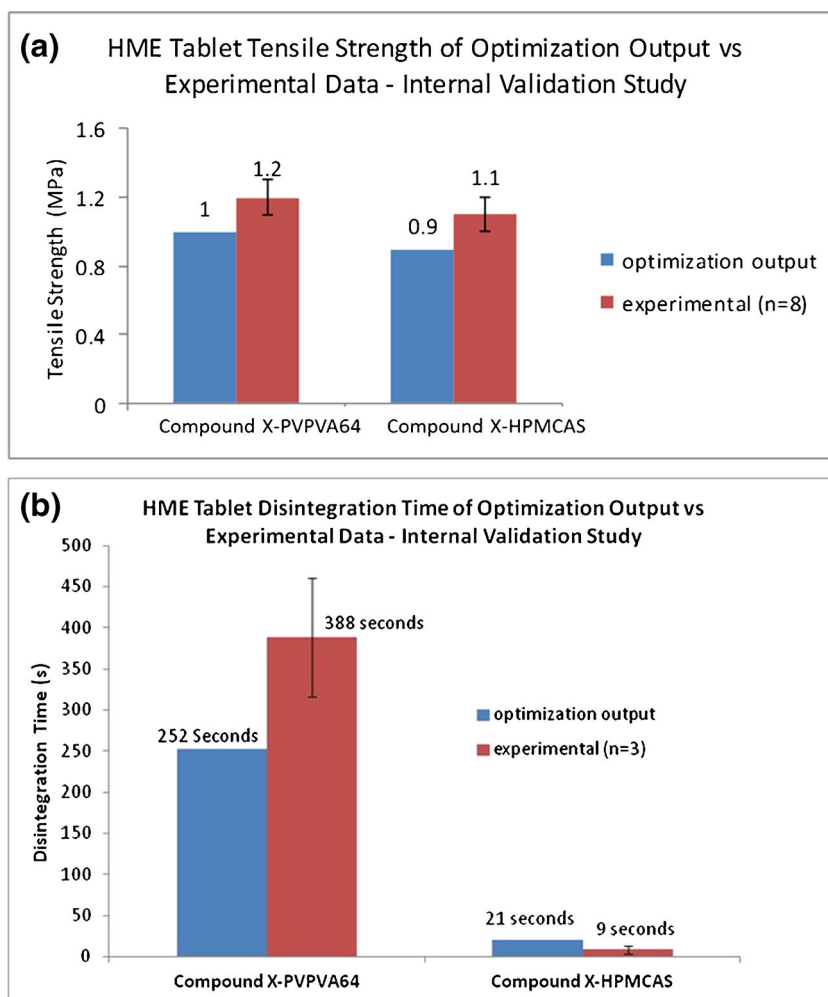 (a)
HME Tablet Tensile Strength of Optimization Output vs
Experimental Data - Internal Validation Study
Tensile Strength (MPa)
1.6
1.2
0.8
0.4
0
1
1.2
0.9
1.1
Compound X-PVPVA64
Compound X-HPMCAS
optimization output
experimental (n=8)
(b)
HME Tablet Disintegration Time of Optimization Output vs
Experimental Data - Internal Validation Study
Disintegration Time (s)
500
450
400
350
300
250
200
150
100
50
0
252 Seconds
388 seconds
21 seconds
9 seconds
Compound X-PVPVA64
Compound X-HPMCAS
optimization output
experimental (n=3)